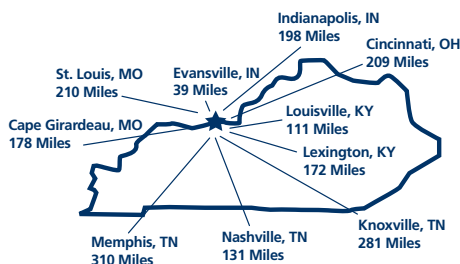 Indianapolis, IN
198 Miles
Cincinnati, OH
209 Miles
St. Louis, MO
210 Miles
Evansville, IN
39 Miles
Louisville, KY
111 Miles
Cape Girardeau, MO
178 Miles
Lexington, KY
172 Miles
Knoxville, TN
281 Miles
Memphis, TN
310 Miles
Nashville, TN
131 Miles